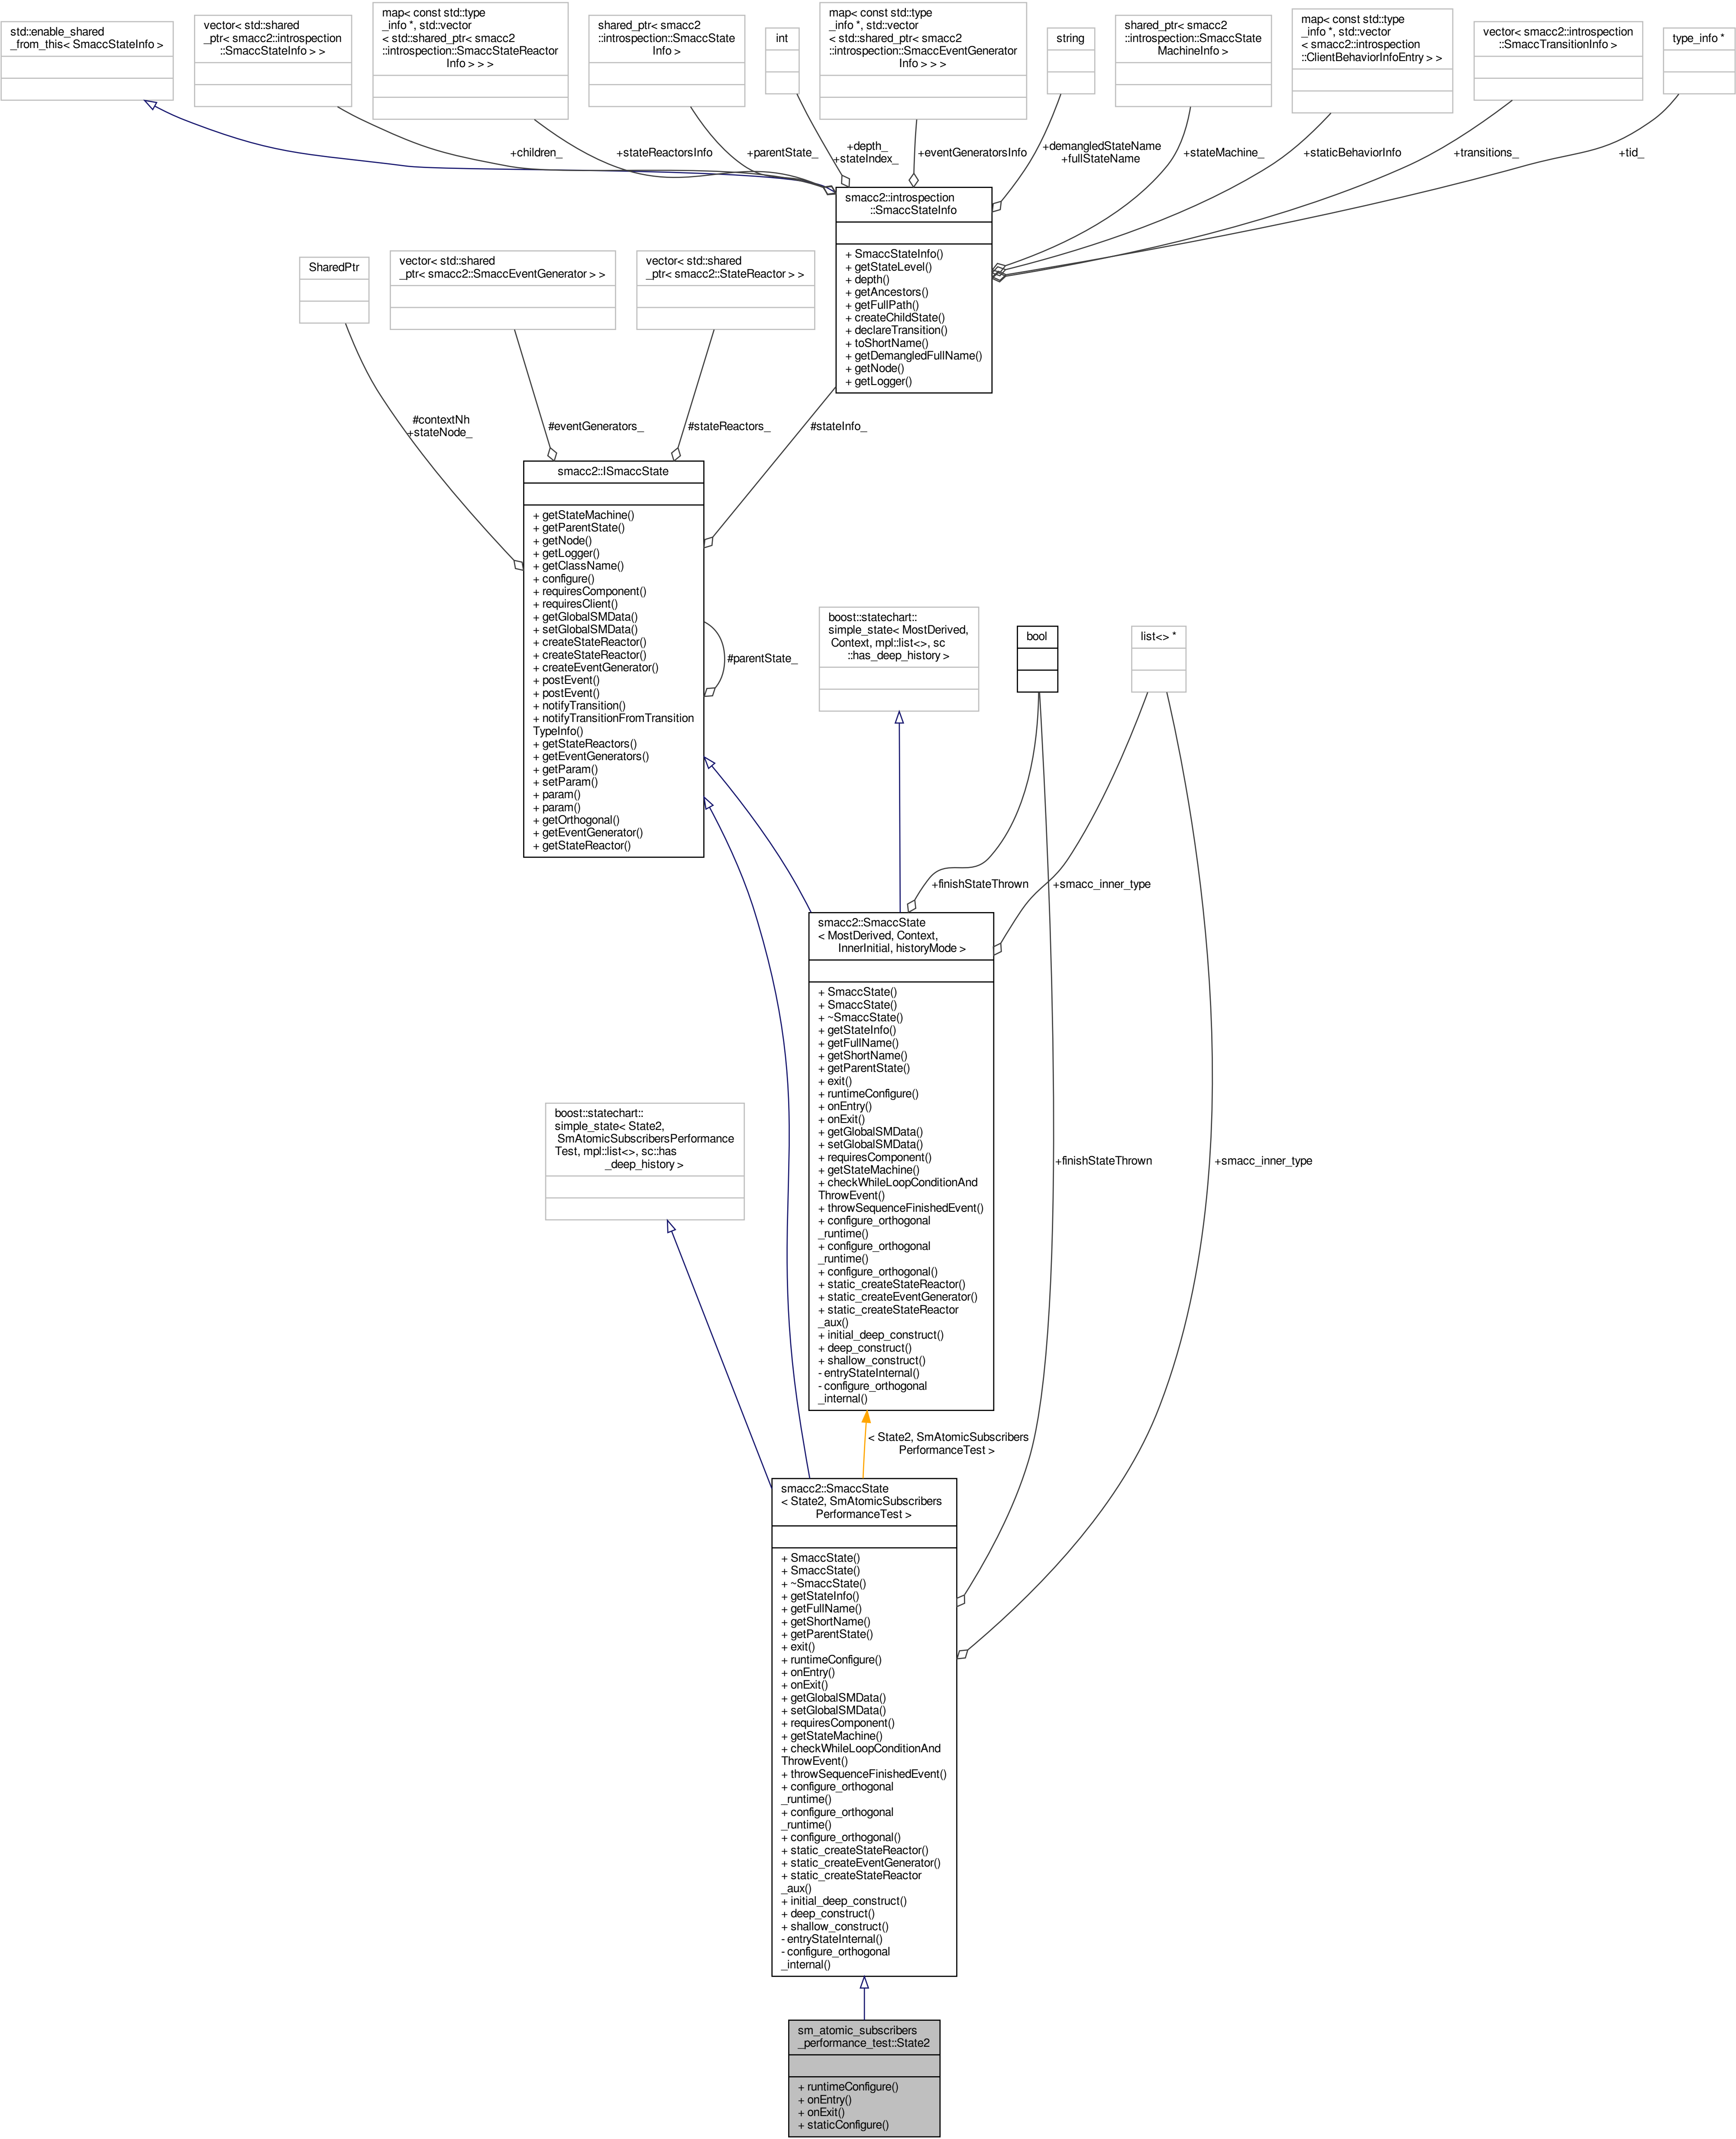 std::enable_shared
_from_this< SmaccStateInfo >
vector< std::shared
_ptr< smacc2::introspection
::SmaccStateInfo > >
map< const std::type
_info *, std::vector
< std::shared_ptr< smacc2
::introspection::SmaccStateReactor
Info > > >
shared_ptr< smacc2
::introspection::SmaccState
Info >
int
map< const std::type
_info *, std::vector
< std::shared_ptr< smacc2
::introspection::SmaccEventGenerator
Info > > >
string
shared_ptr< smacc2
::introspection::SmaccState
MachineInfo >
map< const std::type
_info *, std::vector
< smacc2::introspection
::ClientBehaviorInfoEntry > >
vector< smacc2::introspection
::SmaccTransitionInfo >
type_info *
+children_
+stateReactorsInfo
+parentState_
+depth_
+stateIndex_
+eventGeneratorsInfo
+demangledStateName
+fullStateName
+stateMachine_
+staticBehaviorInfo
+transitions_
+tid_
smacc2::introspection
::SmaccStateInfo
+ SmaccStateInfo()
+ getStateLevel()
+ depth()
+ getAncestors()
+ getFullPath()
+ createChildState()
+ declareTransition()
+ toShortName()
+ getDemangledFullName()
+ getNode()
+ getLogger()
SharedPtr
vector< std::shared
_ptr< smacc2::SmaccEventGenerator > >
vector< std::shared
_ptr< smacc2::StateReactor > >
#contextNh
+stateNode_
#eventGenerators_
#stateReactors_
#stateInfo_
smacc2::ISmaccState
+ getStateMachine()
+ getParentState()
+ getNode()
+ getLogger()
+ getClassName()
+ configure()
+ requiresComponent()
+ requiresClient()
+ getGlobalSMData()
+ setGlobalSMData()
+ createStateReactor()
+ createStateReactor()
+ createEventGenerator()
+ postEvent()
+ postEvent()
+ notifyTransition()
+ notifyTransitionFromTransition
TypeInfo()
+ getStateReactors()
+ getEventGenerators()
+ getParam()
+ setParam()
+ param()
+ param()
+ getOrthogonal()
+ getEventGenerator()
+ getStateReactor()
#parentState_
boost::statechart::
simple_state< MostDerived,
Context, mpl::list<>, sc
::has_deep_history >
bool
list<> *
+finishStateThrown
+smacc_inner_type
smacc2::SmaccState
< MostDerived, Context,
InnerInitial, historyMode >
+ SmaccState()
+ SmaccState()
+ ~SmaccState()
+ getStateInfo()
+ getFullName()
+ getShortName()
+ getParentState()
+ exit()
+ runtimeConfigure()
+ onEntry()
+ onExit()
+ getGlobalSMData()
+ setGlobalSMData()
+ requiresComponent()
+ getStateMachine()
+ checkWhileLoopConditionAnd
ThrowEvent()
+ throwSequenceFinishedEvent()
+ configure_orthogonal
_runtime()
+ configure_orthogonal
_runtime()
+ configure_orthogonal()
+ static_createStateReactor()
+ static_createEventGenerator()
+ static_createStateReactor
_aux()
+ initial_deep_construct()
+ deep_construct()
+ shallow_construct()
- entryStateInternal()
- configure_orthogonal
_internal()
boost::statechart::
simple_state< State2,
SmAtomicSubscribersPerformance
Test, mpl::list<>, sc::has
_deep_history >
+finishStateThrown
+smacc_inner_type
< State2, SmAtomicSubscribers
PerformanceTest >
smacc2::SmaccState
< State2, SmAtomicSubscribers
PerformanceTest >
+ SmaccState()
+ SmaccState()
+ ~SmaccState()
+ getStateInfo()
+ getFullName()
+ getShortName()
+ getParentState()
+ exit()
+ runtimeConfigure()
+ onEntry()
+ onExit()
+ getGlobalSMData()
+ setGlobalSMData()
+ requiresComponent()
+ getStateMachine()
+ checkWhileLoopConditionAnd
ThrowEvent()
+ throwSequenceFinishedEvent()
+ configure_orthogonal
_runtime()
+ configure_orthogonal
_runtime()
+ configure_orthogonal()
+ static_createStateReactor()
+ static_createEventGenerator()
+ static_createStateReactor
_aux()
+ initial_deep_construct()
+ deep_construct()
+ shallow_construct()
- entryStateInternal()
- configure_orthogonal
_internal()
sm_atomic_subscribers
_performance_test::State2
+ runtimeConfigure()
+ onEntry()
+ onExit()
+ staticConfigure()